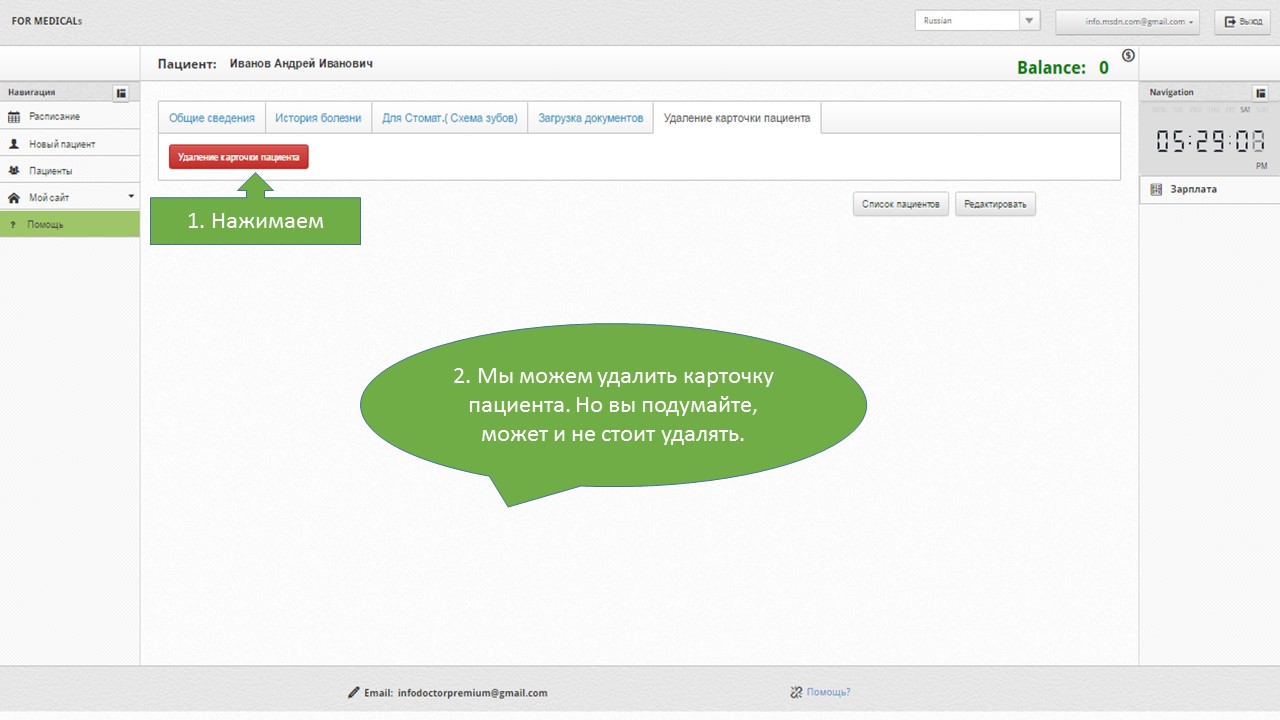 FOR MEDICALs
Russian
info.msdn.com@gmail.com
Выход
Пациент: Иванов Андрей Иванович
Balance: 0
Навигация
Navigation
Расписание
Новый пациент
Пациенты
Мой сайт
? Помощь
Общие сведения
История болезни
Для Стомат.( Схема зубов)
Загрузка документов
Удаление карточки пациента
Удаление карточки пациента
SAT
05:29:0
PM
Зарплата
1. Нажимаем
Список пациентов
Редактировать
2. Мы можем удалить карточку
пациента. Но вы подумайте,
может и не стоит удалять.
Email: infodoctorpremium@gmail.com
Помощь?